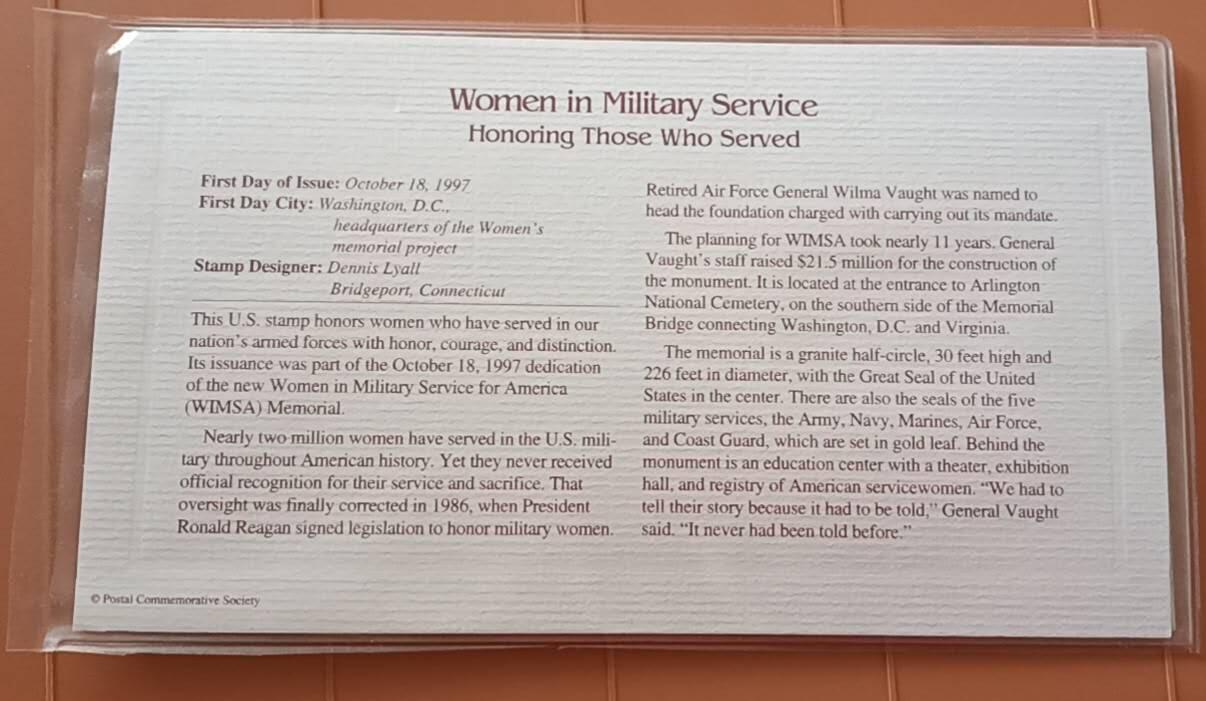 Women in Military Service
Honoring Those Who Served
First Day of Issue: October 18, 1997
First Day City: Washington, D.C.,
headquarters of the Women's
memorial project
Stamp Designer: Dennis Lyall
Bridgeport, Connecticut
This U.S. stamp honors women who have served in our
nation's armed forces with honor, courage, and distinction.
Its issuance was part of the October 18, 1997 dedication
of the new Women in Military Service for America
(WIMSA) Memorial.
Nearly two million women have served in the U.S. mili-
tary throughout American history. Yet they never received
official recognition for their service and sacrifice. That
oversight was finally corrected in 1986, when President
Ronald Reagan signed legislation to honor military women.
Retired Air Force General Wilma Vaught was named to
head the foundation charged with carrying out its mandate.
The planning for WIMSA took nearly 11 years. General
Vaught's staff raised $21.5 million for the construction of
the monument. It is located at the entrance to Arlington
National Cemetery, on the southern side of the Memorial
Bridge connecting Washington, D.C. and Virginia.
The memorial is a granite half-circle, 30 feet high and
226 feet in diameter, with the Great Seal of the United
States in the center. There are also the seals of the five
military services, the Army, Navy, Marines, Air Force,
and Coast Guard, which are set in gold leaf. Behind the
monument is an education center with a theater, exhibition
hall, and registry of American servicewomen. “We had to
tell their story because it had to be told,” General Vaught
said. “It never had been told before.”
© Postal Commemorative Society